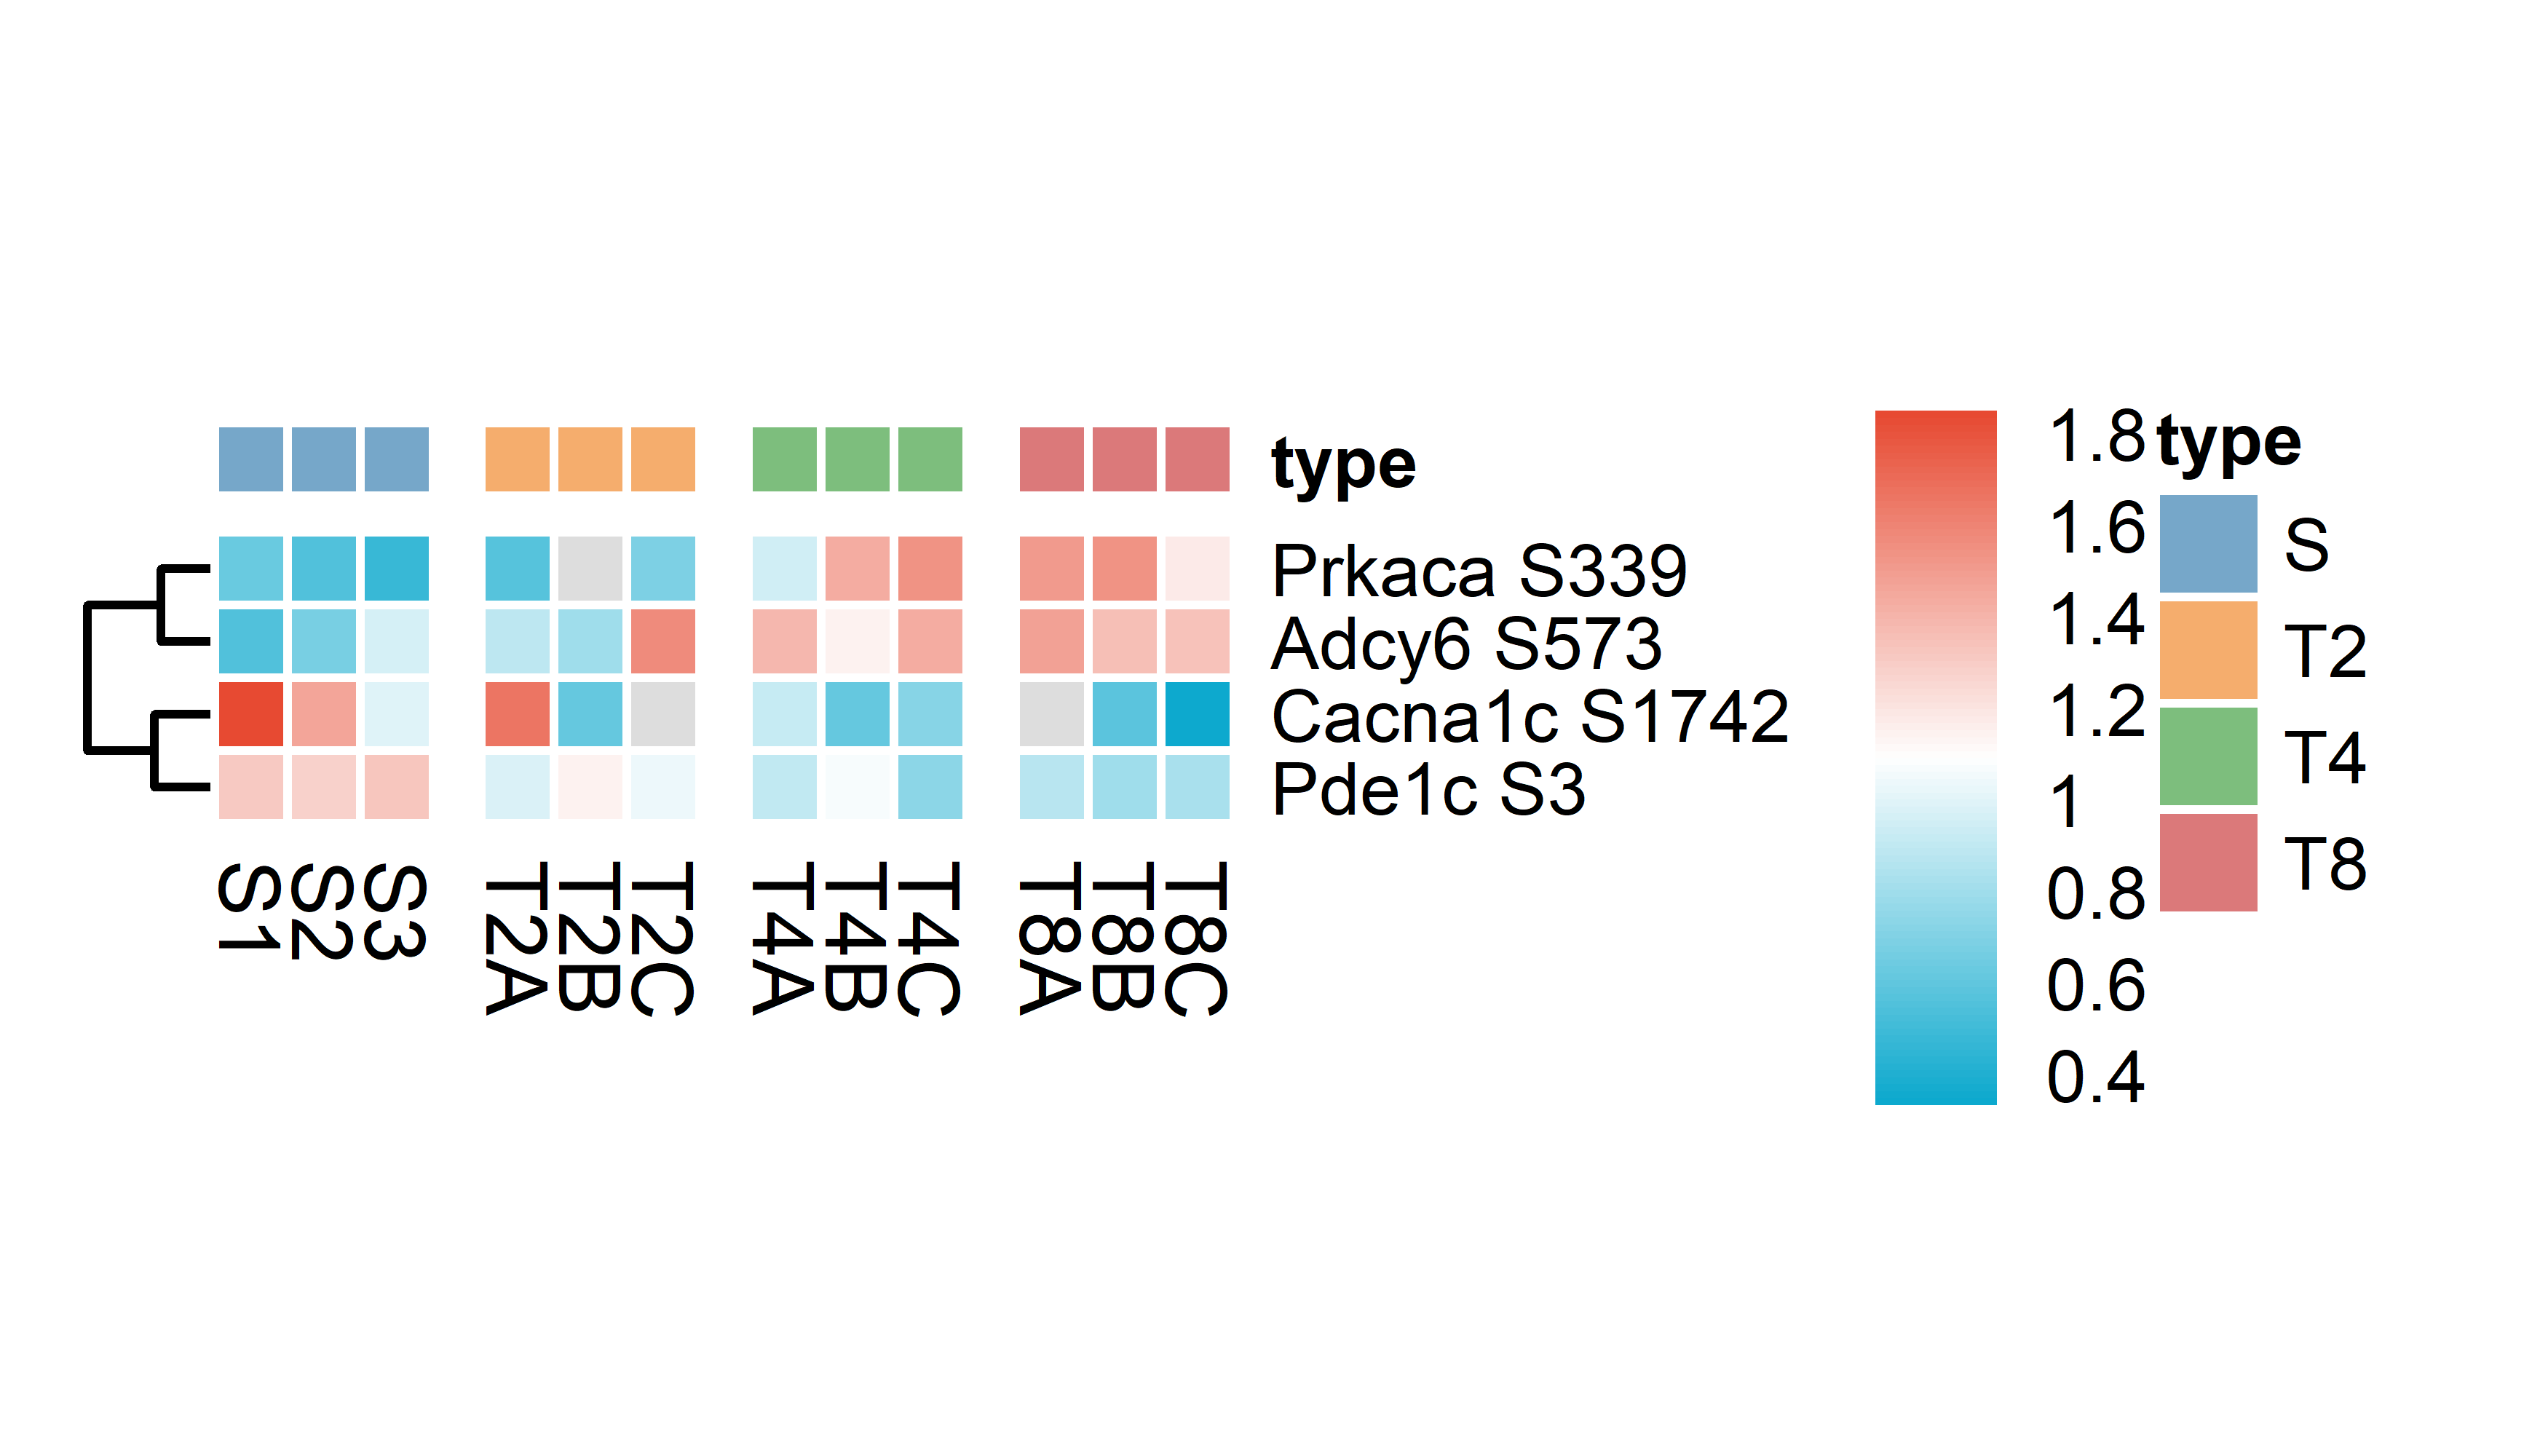 type
Prkaca S339
Adcy6 S573
Cacna1c S1742
Pde1c S3
S1 S2 S3 T2A T2B T2C T4A T4B T4C T8A T8B T8C
1.8
1.6
1.4
1.2
1
0.8
0.6
0.4
type
S
T2
T4
T8